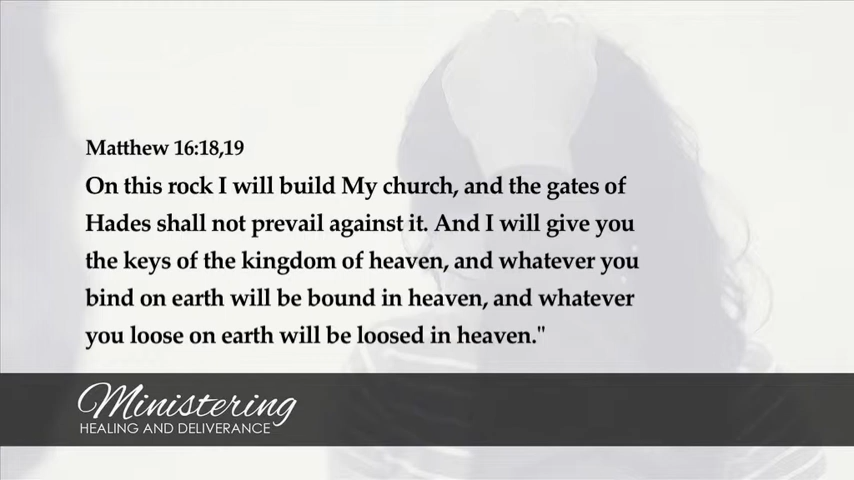 Matthew 16:18,19
On this rock I will build My church, and the gates of
Hades shall not prevail against it. And I will give you
the keys of the kingdom of heaven, and whatever you
bind on earth will be bound in heaven, and whatever
you loose on earth will be loosed in heaven."
Ministering
HEALING AND DELIVERANCE